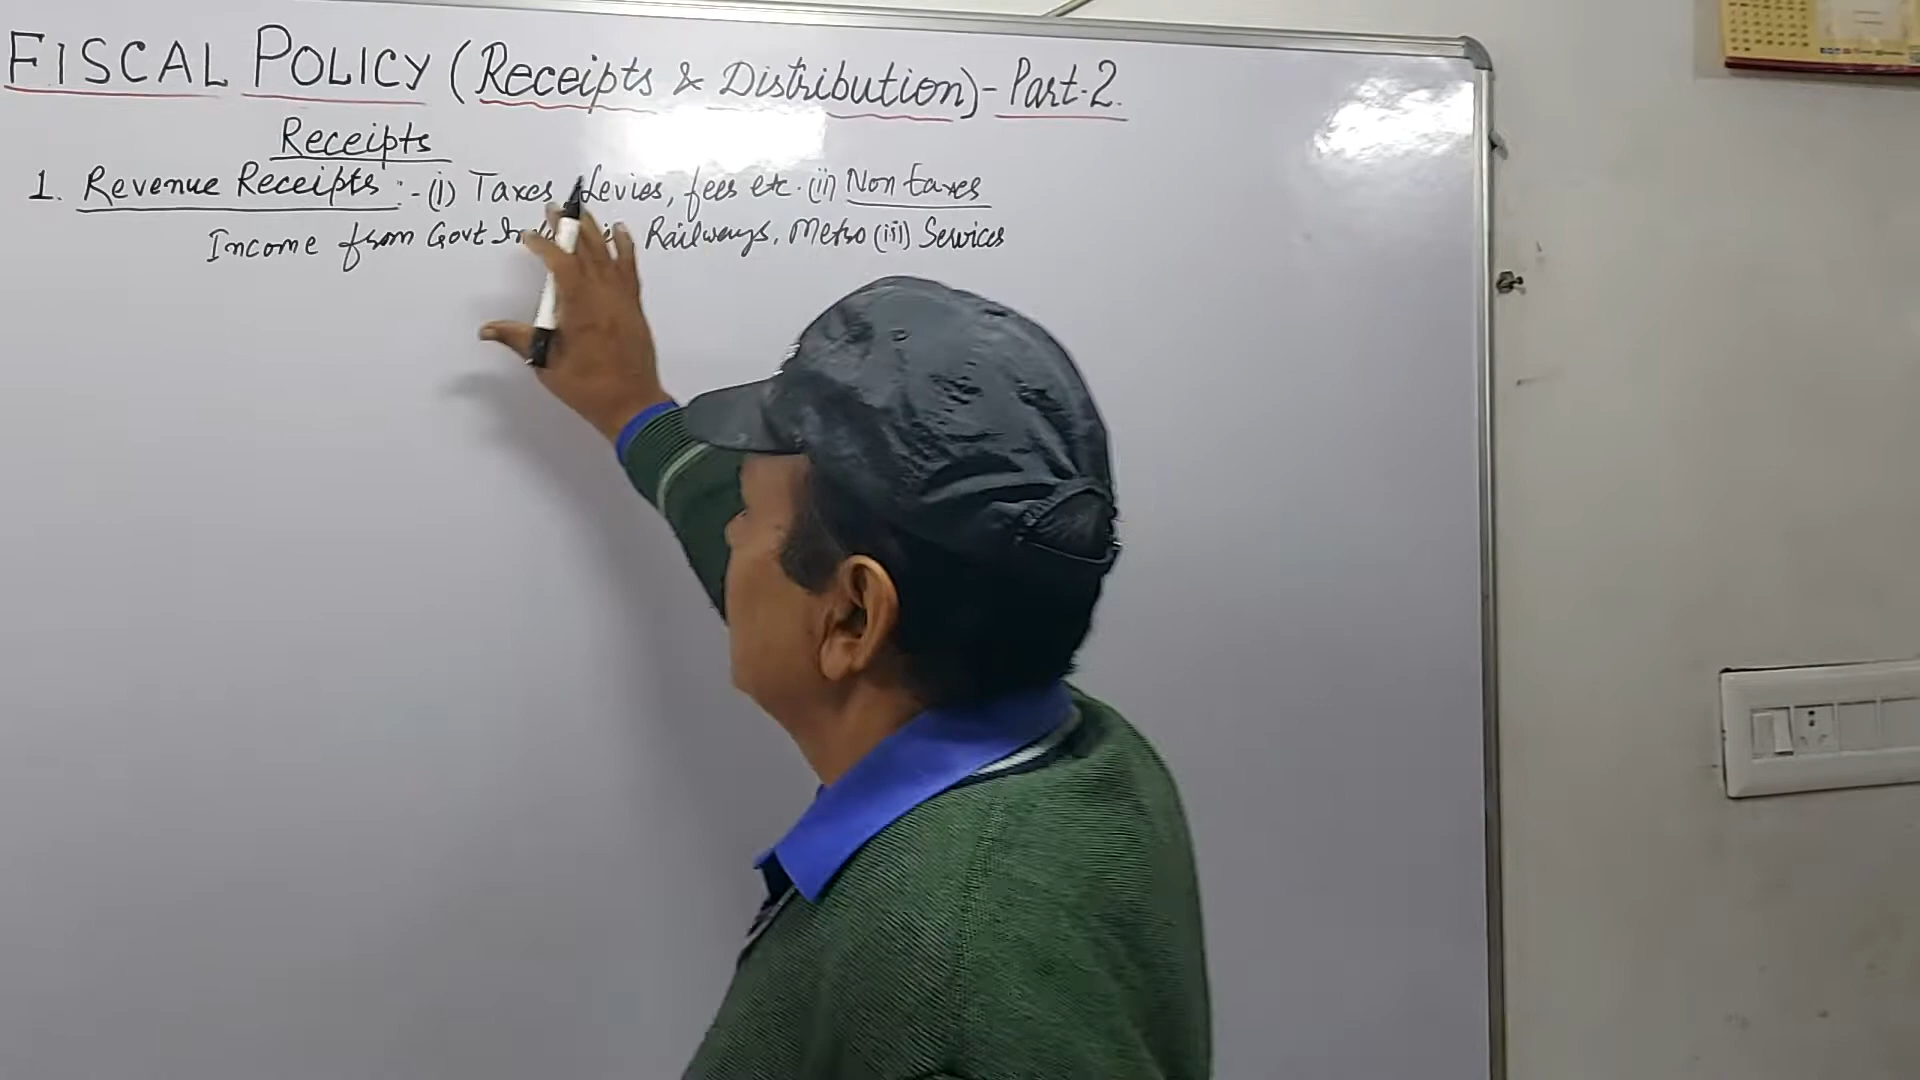 FISCAL POLICY (Receipts & Distribution) - Part-2.
Receipts
1. Revenue Receipts :- (i) Taxes, Levies, fees etc. (ii) Non taxes
Income from Govt Railways, Metro (iii) Services